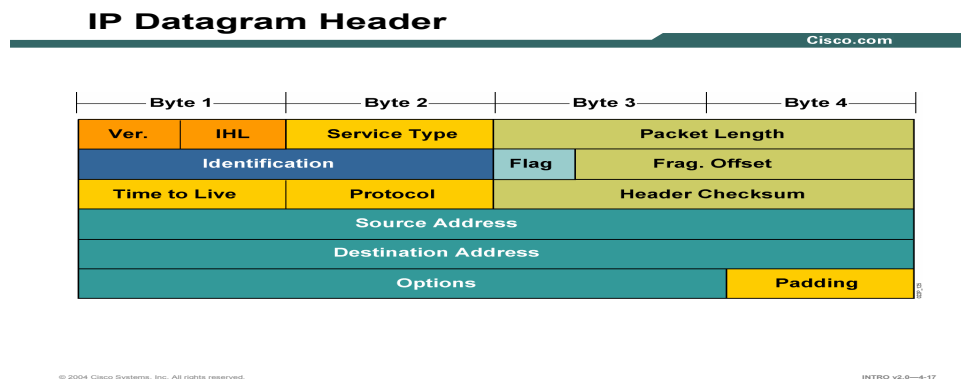 IP Datagram Header
Cisco.com
Byte 1 Byte 2 Byte 3 Byte 4
Ver. IHL Service Type Packet Length
Identification Flag Frag. Offset
Time to Live Protocol Header Checksum
Source Address
Destination Address
Options Padding
© 2004 Cisco Systems, Inc. All rights reserved. INTRO v2.0—4-17